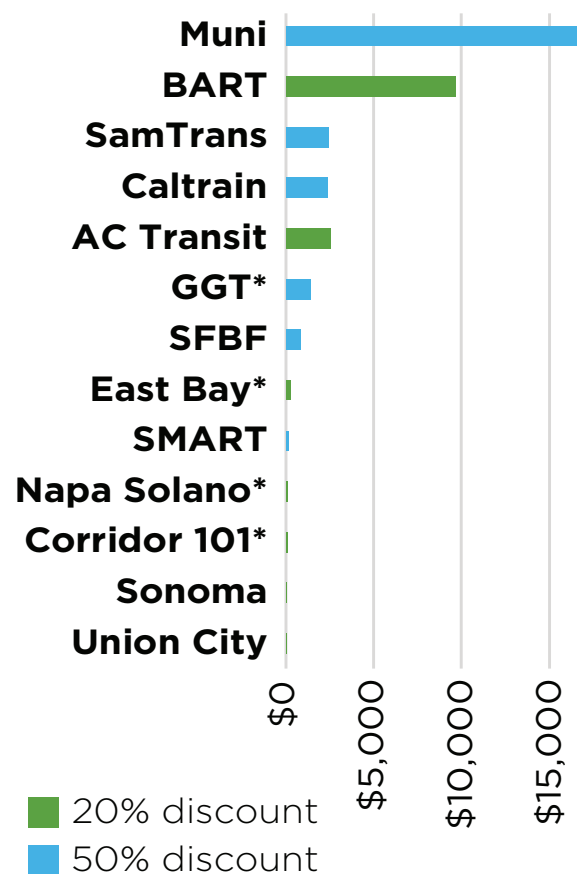 Muni
BART
SamTrans
Caltrain
AC Transit
GGT*
SFBF
East Bay*
SMART
Napa Solano*
Corridor 101*
Sonoma
Union City
$0
$5,000
$10,000
$15,000
20% discount
50% discount